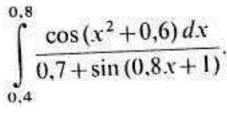 0,8
∫ cos (x² + 0,6) dx / 0,7 + sin (0,8x + 1) .
0,4